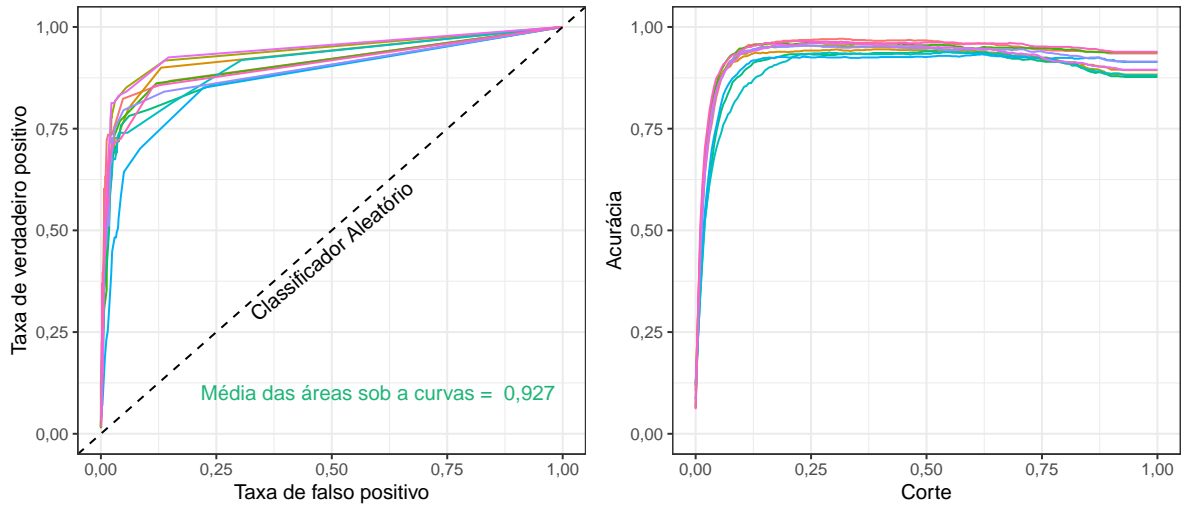 Taxa de verdadeiro positivo
1,00
0,75
0,50
0,25
0,00
Classificador Aleatório
Média das áreas sob a curvas = 0,927
0,00 0,25 0,50 0,75 1,00
Taxa de falso positivo
Acurácia
1,00
0,75
0,50
0,25
0,00
0,00 0,25 0,50 0,75 1,00
Corte